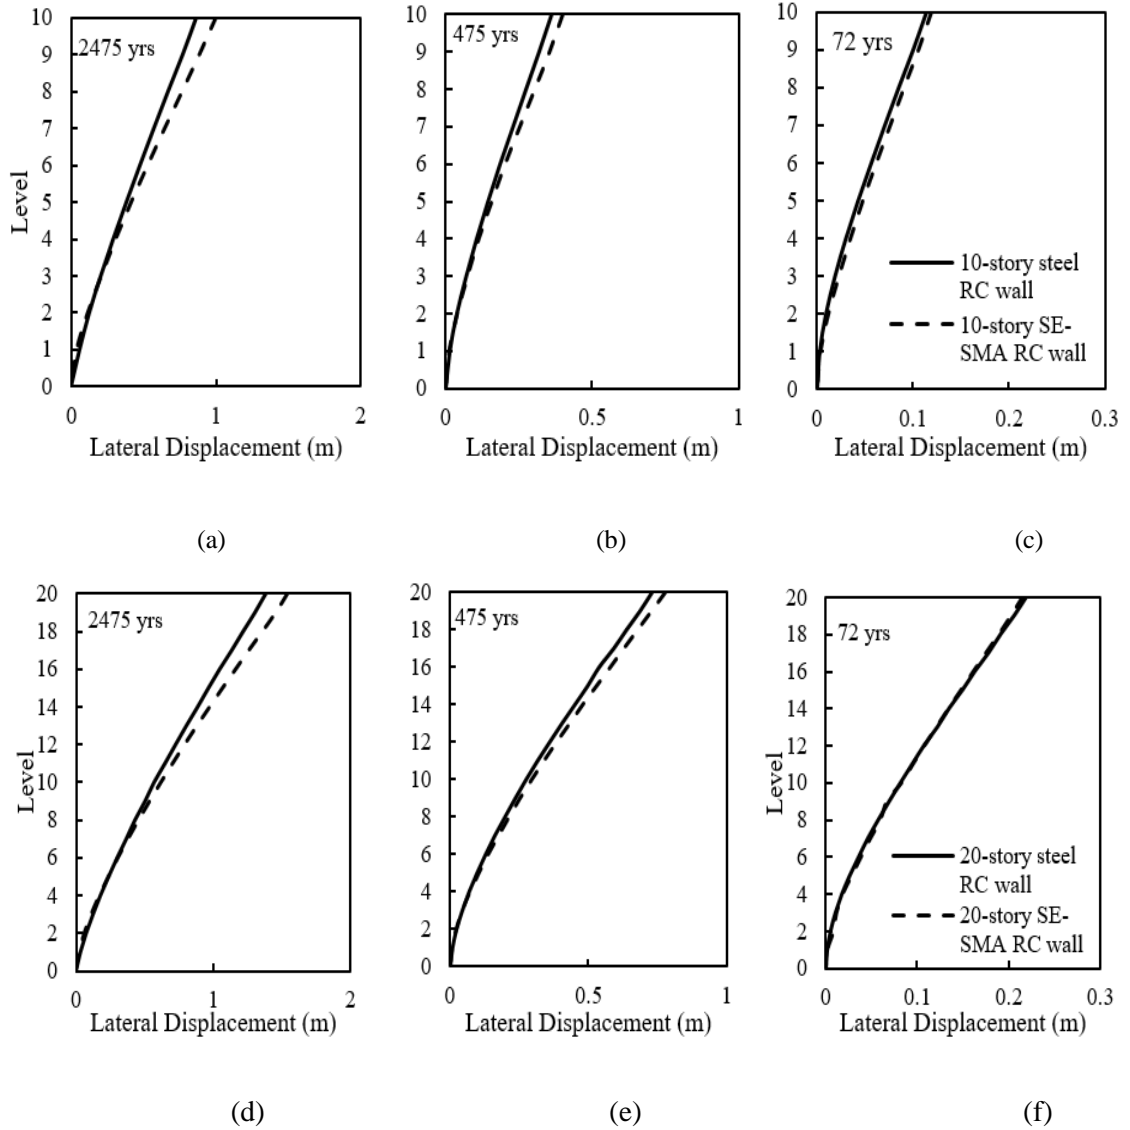 2475 yrs
10
9
8
7
6
5
4
3
2
1
0
Level
0
1
2
Lateral Displacement (m)
(a)
475 yrs
10
9
8
7
6
5
4
3
2
1
0
0
0.5
1
Lateral Displacement (m)
(b)
72 yrs
10
9
8
7
6
5
4
3
2
1
0
10-story steel
RC wall
10-story SE-
SMA RC wall
0
0.1
0.2
0.3
Lateral Displacement (m)
(c)
2475 yrs
20
18
16
14
12
10
8
6
4
2
0
Level
0
1
2
Lateral Displacement (m)
(d)
475 yrs
20
18
16
14
12
10
8
6
4
2
0
0
0.5
1
Lateral Displacement (m)
(e)
72 yrs
20
18
16
14
12
10
8
6
4
2
0
Level
20-story steel
RC wall
20-story SE-
SMA RC wall
0
0.1
0.2
0.3
Lateral Displacement (m)
(f)